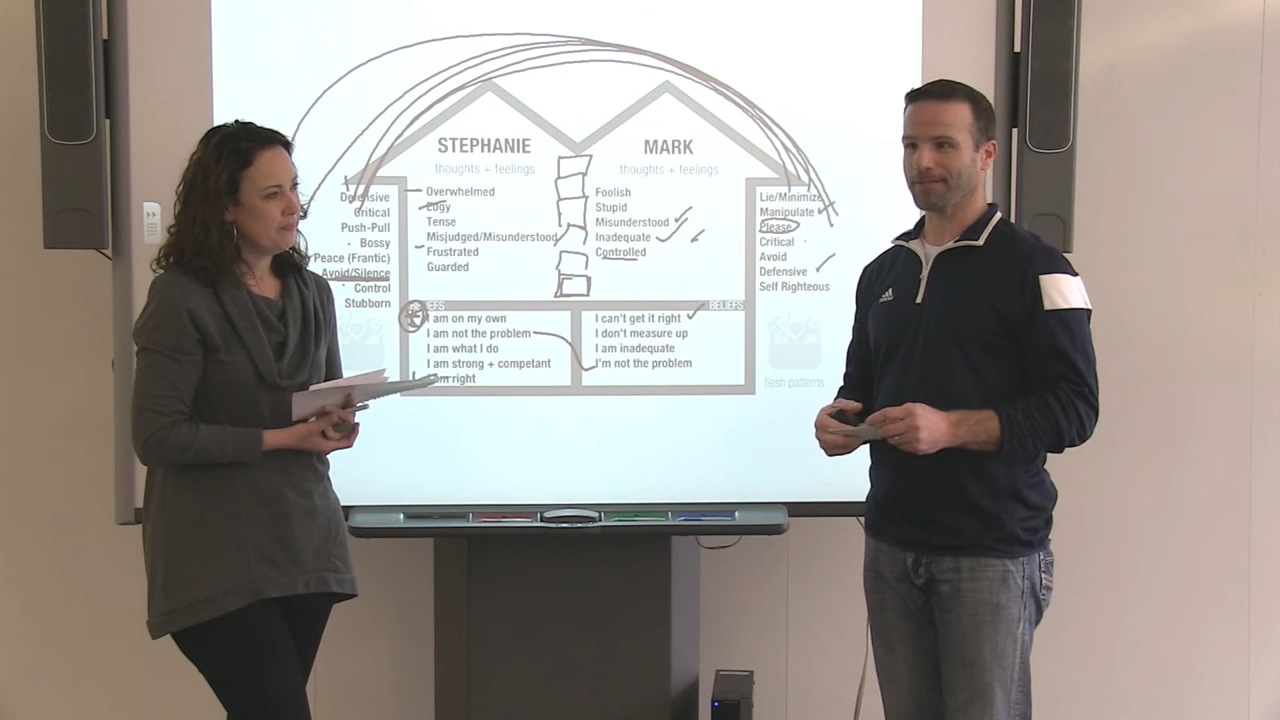 STEPHANIE
thoughts + feelings
Overwhelmed
Edgy
Tense
Misjudged/Misunderstood
Frustrated
Guarded
MARK
thoughts + feelings
Foolish
Stupid
Misunderstood
Inadequate
Controlled
Defensive
Critical
Push-Pull
Bossy
Peace (Frantic)
Avoid/Silence
Control
Stubborn
Lie/Minimize
Manipulate
Please
Critical
Avoid
Defensive
Self Righteous
I am on my own
I am not the problem
I am what I do
I am strong + competant
am right
BELIEFS
I can't get it right
I don't measure up
I am inadequate
I'm not the problem
flesh patterns
adidas